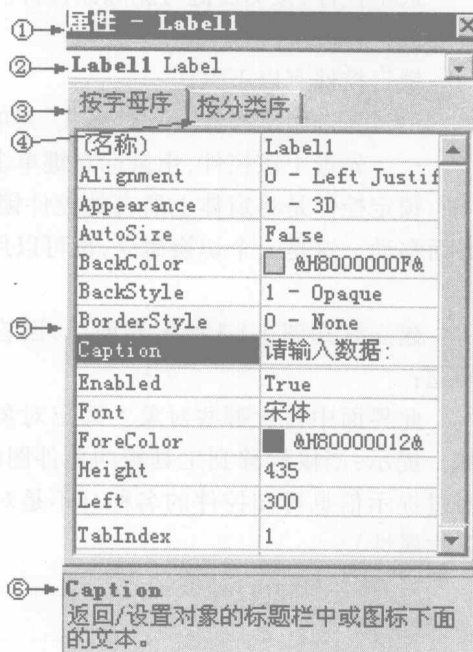 ① 属性 - Label1
② Label1 Label
③ 按字母序 按分类序
④
(名称) Label1
Alignment 0 - Left Justif
Appearance 1 - 3D
AutoSize False
BackColor &H8000000F&
BackStyle 1 - Opaque
⑤ BorderStyle 0 - None
Caption 请输入数据:
Enabled True
Font 宋体
ForeColor &H80000012&
Height 435
Left 300
TabIndex 1
⑥ Caption
返回/设置对象的标题栏中或图标下面
的文本。